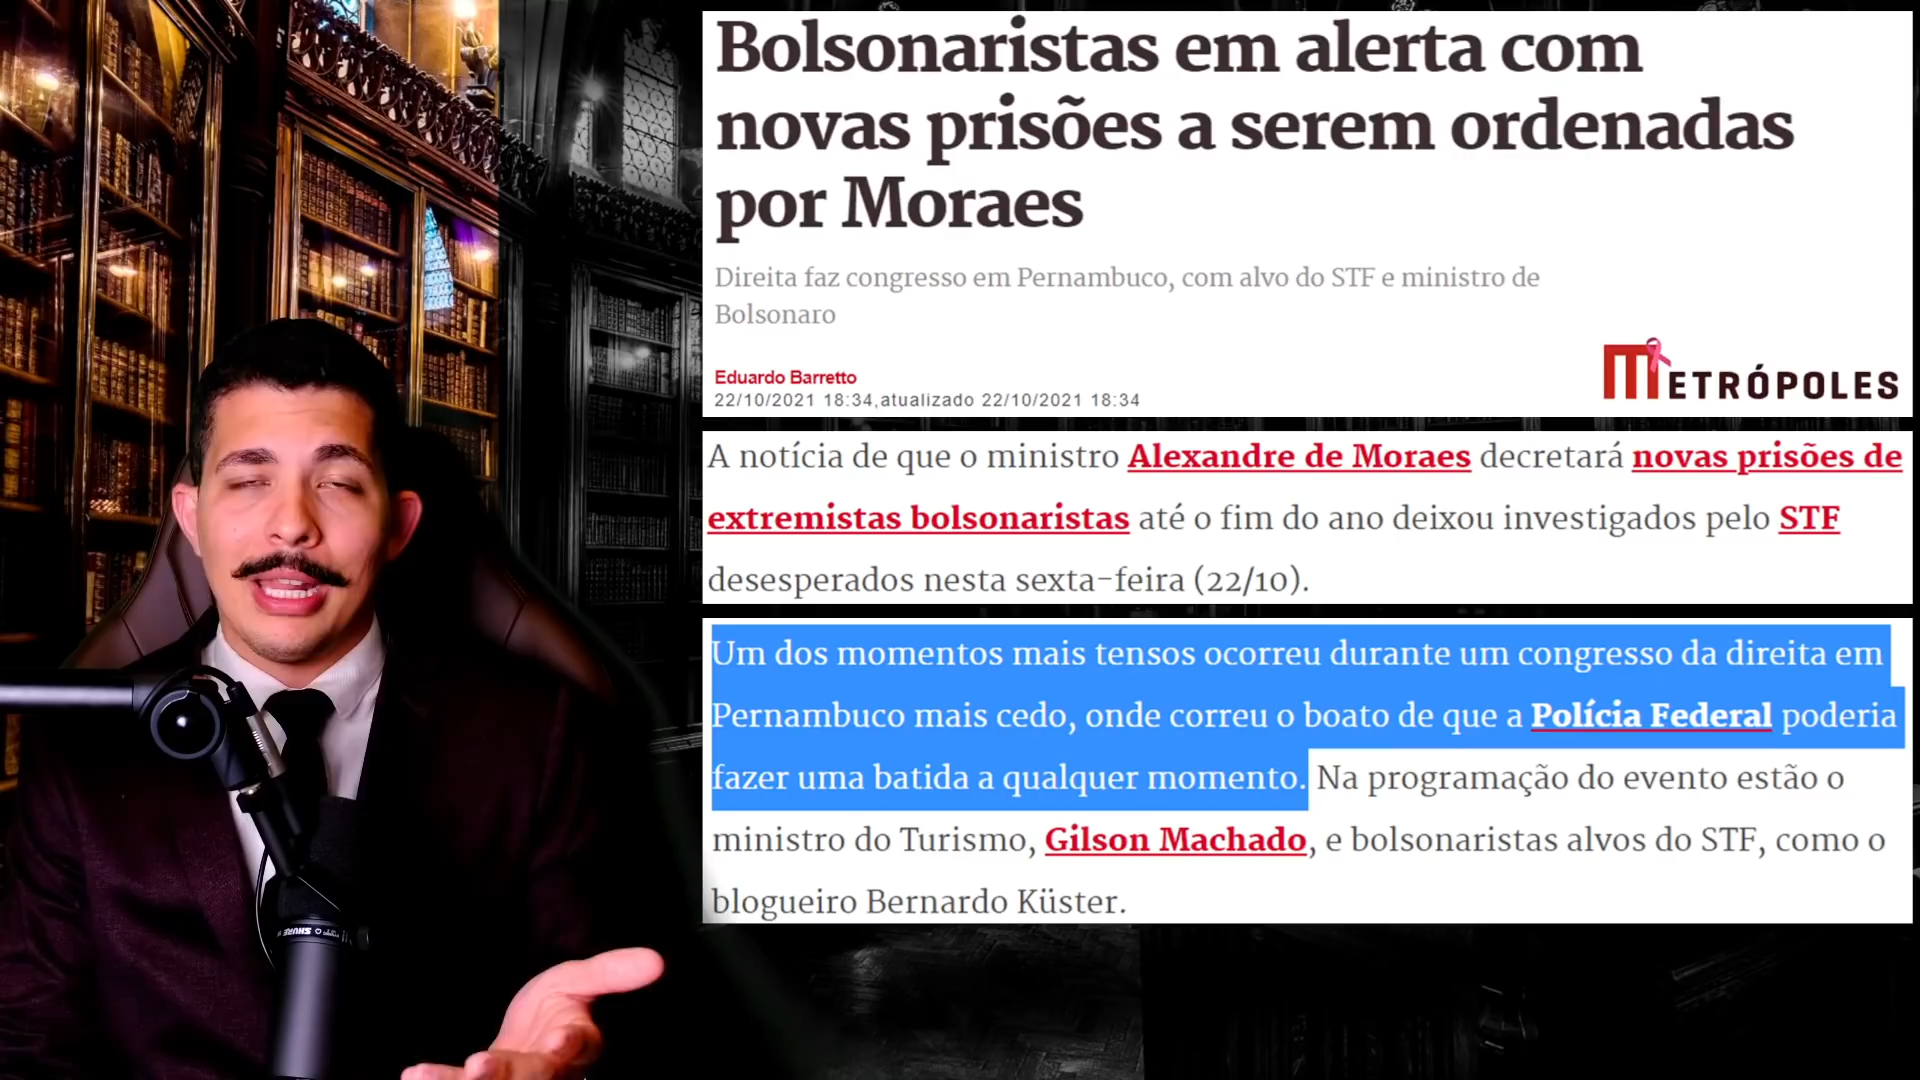 Bolsonaristas em alerta com
novas prisões a serem ordenadas
por Moraes
Direita faz congresso em Pernambuco, com alvo do STF e ministro de
Bolsonaro
Eduardo Barretto
22/10/2021 18:34,atualizado 22/10/2021 18:34
METRÓPOLES
A notícia de que o ministro Alexandre de Moraes decretará novas prisões de
extremistas bolsonaristas até o fim do ano deixou investigados pelo STF
desesperados nesta sexta-feira (22/10).
Um dos momentos mais tensos ocorreu durante um congresso da direita em
Pernambuco mais cedo, onde correu o boato de que a Polícia Federal poderia
fazer uma batida a qualquer momento. Na programação do evento estão o
ministro do Turismo, Gilson Machado, e bolsonaristas alvos do STF, como o
blogueiro Bernardo Küster.
SHURE